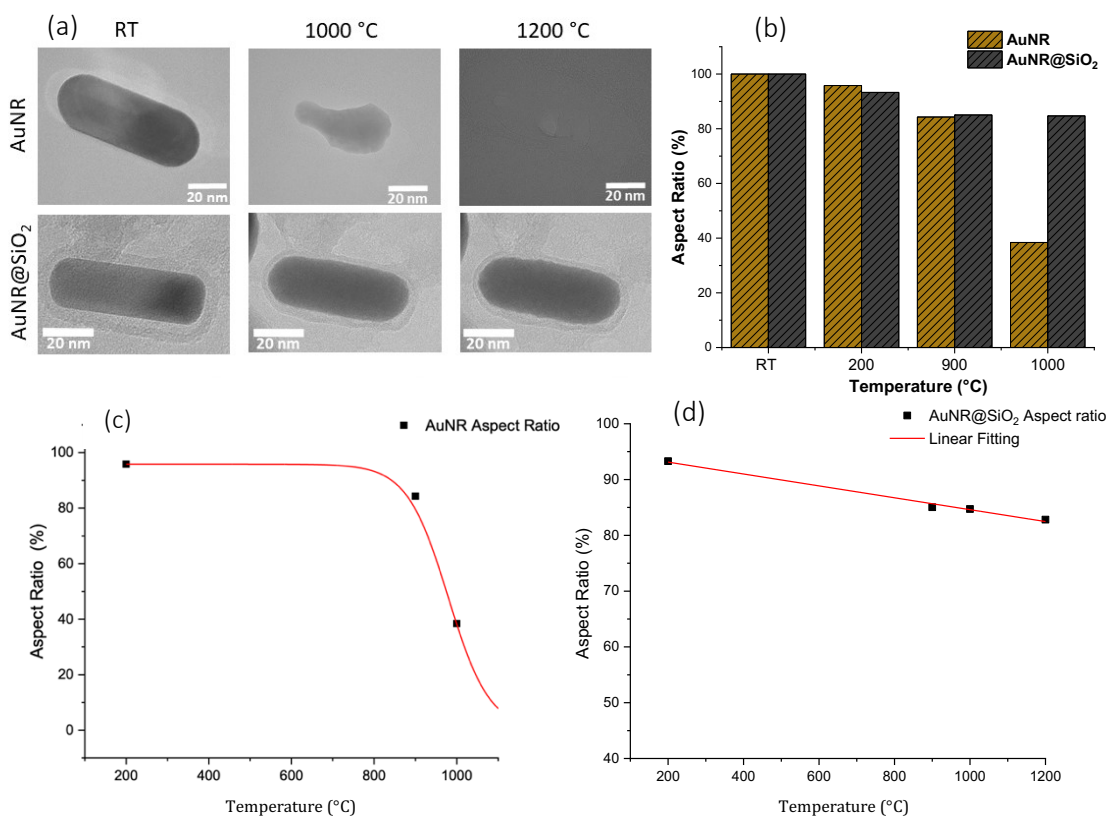 (a)
RT
1000 °C
1200 °C
AuNR
20 nm
20 nm
20 nm
AuNR@SiO₂
20 nm
20 nm
20 nm
(b)
AuNR
AuNR@SiO₂
Aspect Ratio (%)
100
80
60
40
20
0
RT
200
900
1000
Temperature (°C)
(c)
AuNR Aspect Ratio
Aspect Ratio (%)
100
80
60
40
20
0
200
400
600
800
1000
Temperature (°C)
(d)
AuNR@SiO₂ Aspect ratio
Linear Fitting
Aspect Ratio (%)
100
90
80
70
60
50
40
200
400
600
800
1000
1200
Temperature (°C)